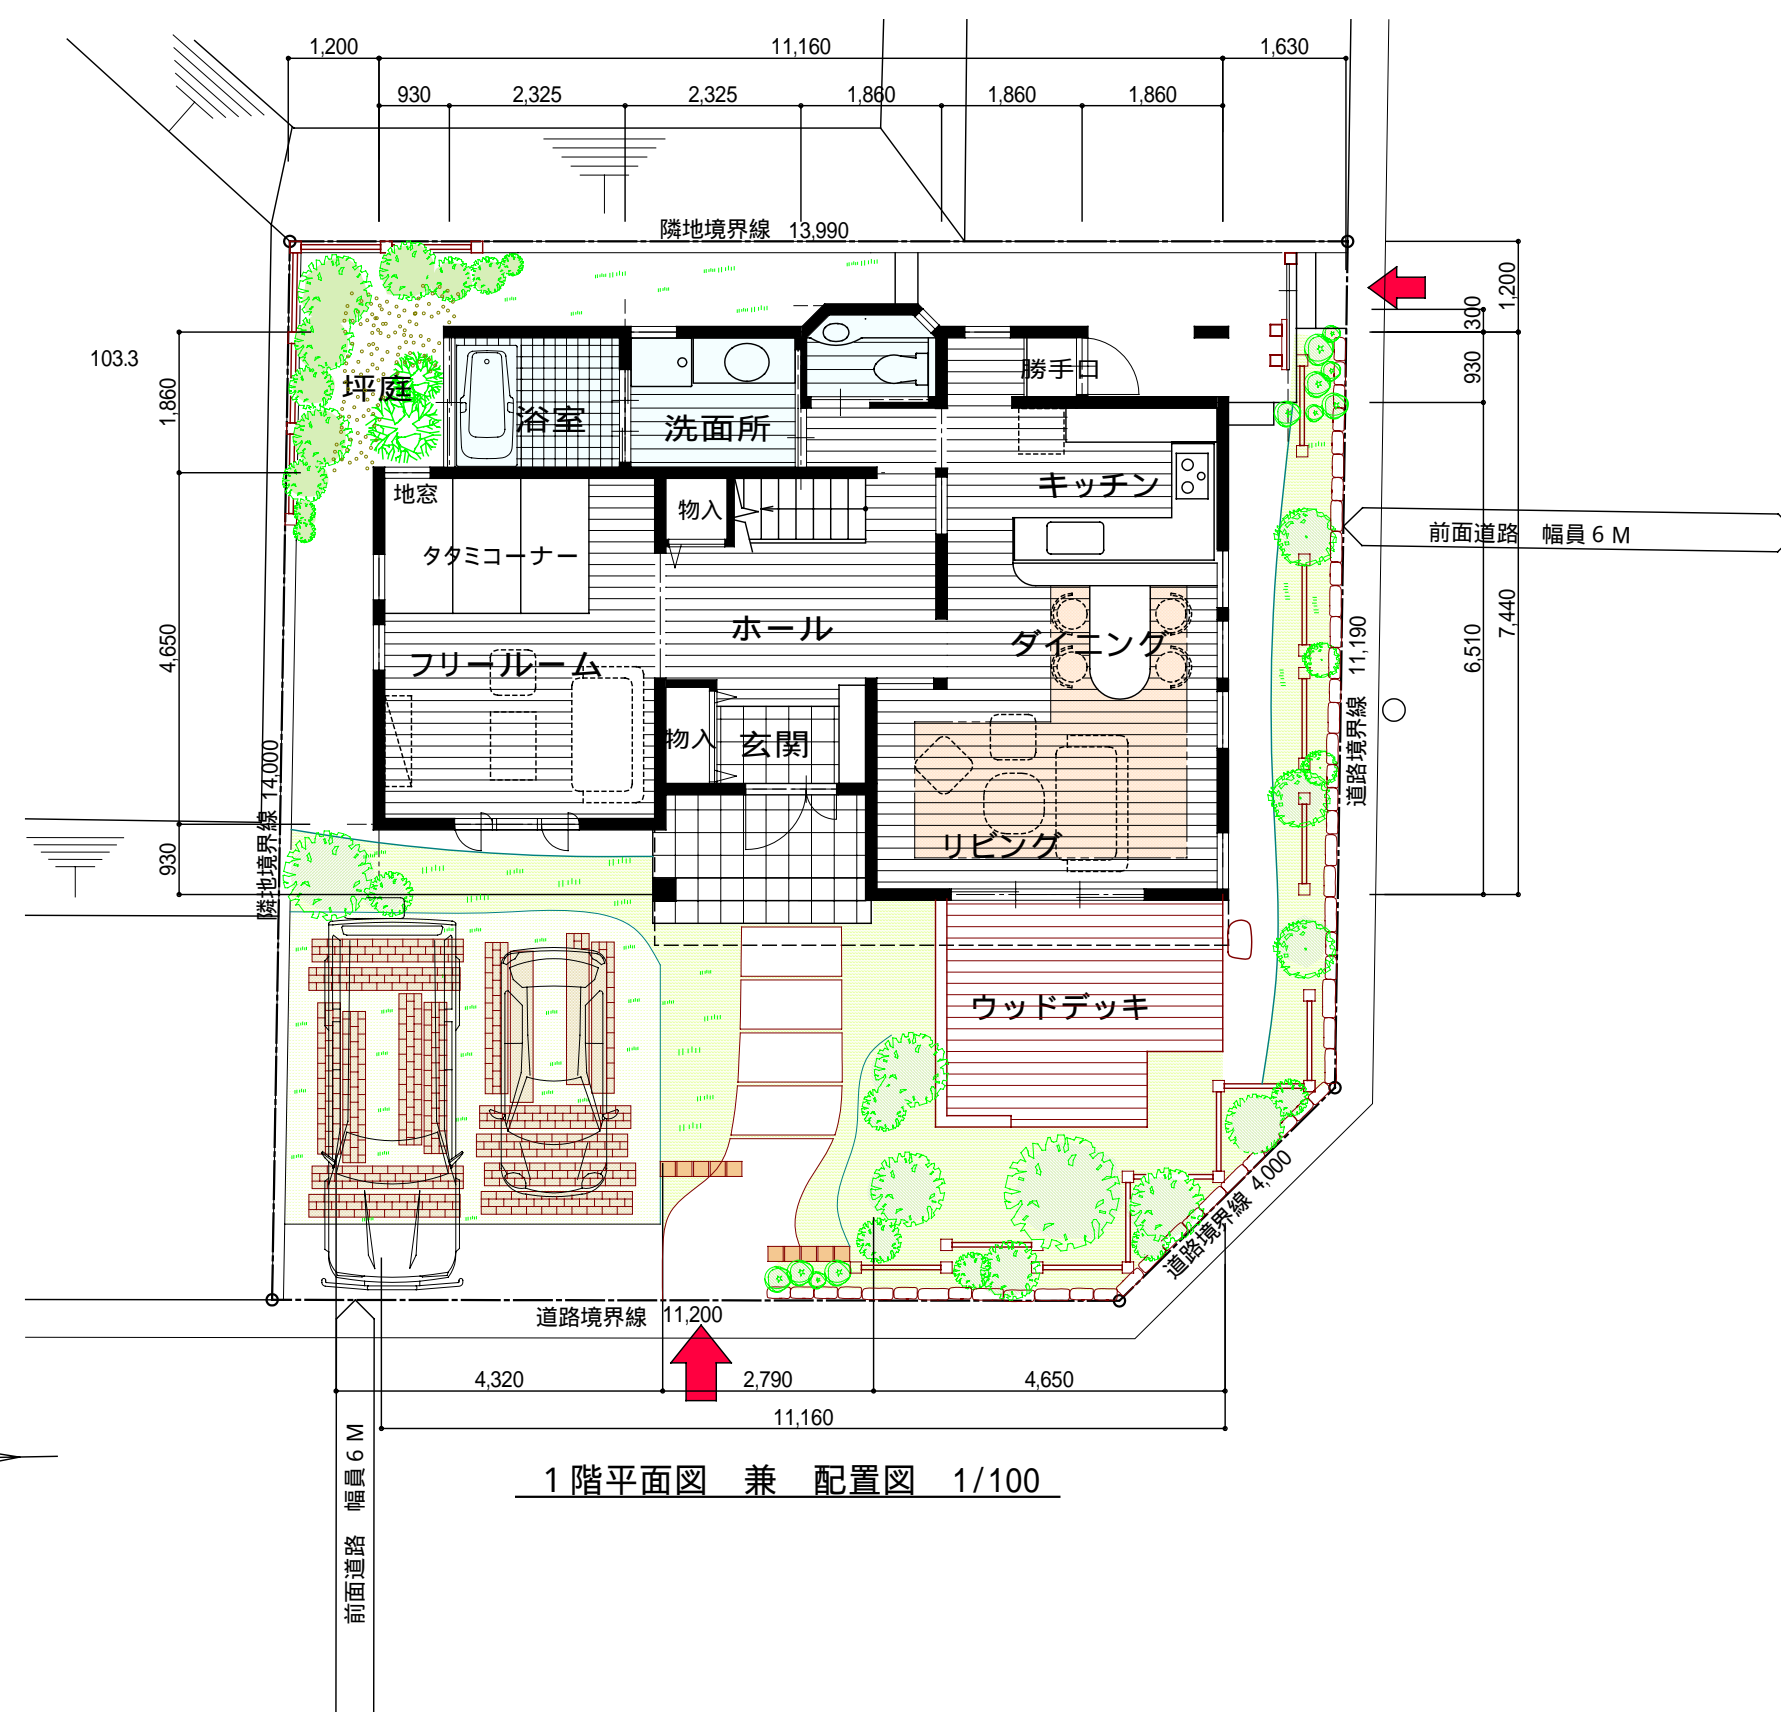 1,200
11,160
1,630
930
2,325
2,325
1,860
1,860
1,860
隣地境界線 13,990
1,200
300
930
7,440
6,510
103.3
1,860
4,650
930
坪庭
浴室
洗面所
勝手口
キッチン
地窓
タタミコーナー
物入
ホール
ダイニング
フリールーム
物入
玄関
リビング
ウッドデッキ
前面道路 幅員6M
道路境界線 11,190
隣地境界線 14,000
道路境界線 4,000
道路境界線 11,200
4,320
2,790
4,650
11,160
前面道路 幅員6M
1階平面図 兼 配置図 1/100